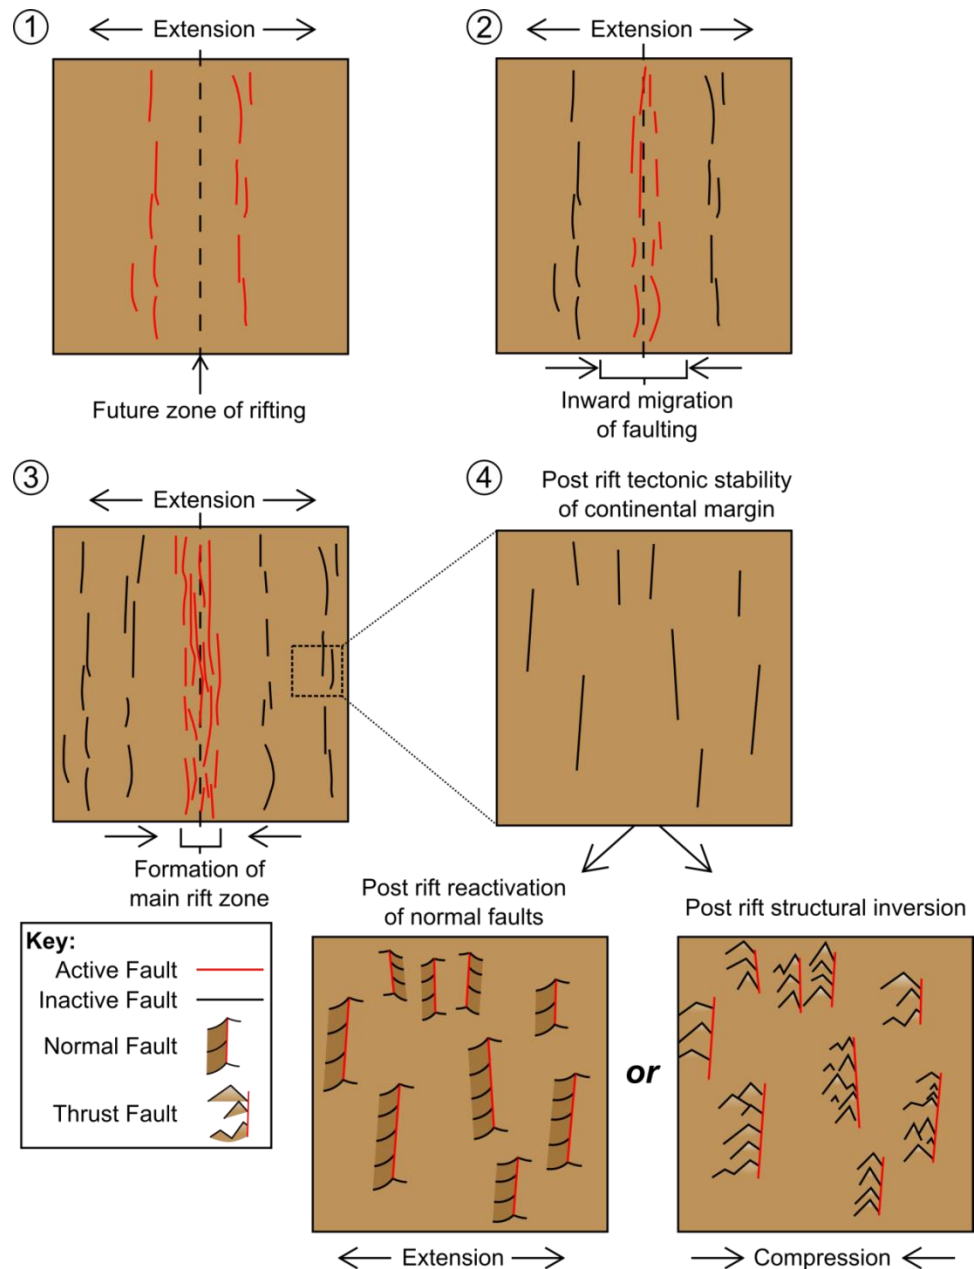 1
Extension
Future zone of rifting
2
Extension
Inward migration
of faulting
3
Extension
Formation of
main rift zone
4
Post rift tectonic stability
of continental margin
Key:
Active Fault
Inactive Fault
Normal Fault
Thrust Fault
Post rift reactivation
of normal faults
Extension
or
Post rift structural inversion
Compression